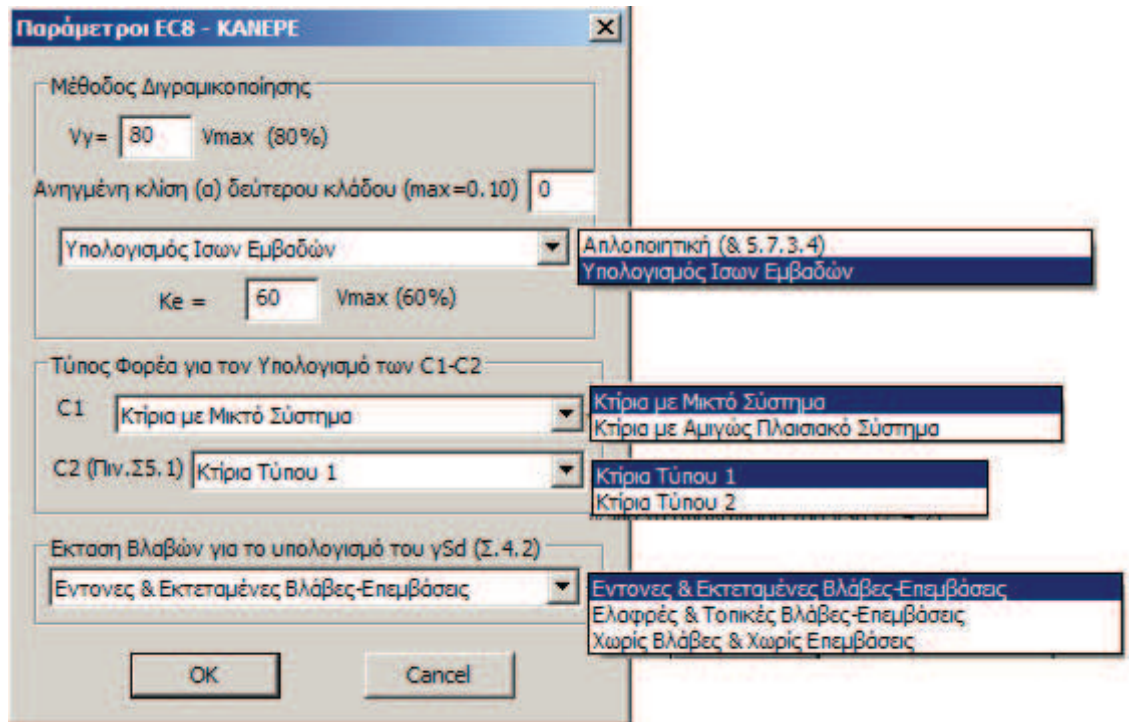 Παράμετροι EC8 - KANEPE
Μέθοδος Διγραμικοποίησης
Vy= 80 Vmax (80%)
Ανηγμένη κλίση (α) δεύτερου κλάδου (max=0.10) 0
Υπολογισμός Ισων Εμβαδών
Απλοποιητική (& 5.7.3.4)
Υπολογισμός Ισων Εμβαδών
Ke = 60 Vmax (60%)
Τύπος Φορέα για τον Υπολογισμό των C1-C2
C1 Κτίρια με Μικτό Σύστημα
Κτίρια με Μικτό Σύστημα
Κτίρια με Αμιγώς Πλαισιακό Σύστημα
C2 (Πιν.Σ5.1) Κτίρια Τύπου 1
Κτίρια Τύπου 1
Κτίρια Τύπου 2
Εκταση Βλαβών για το υπολογισμό του γSd (Σ.4.2)
Εντονες & Εκτεταμένες Βλάβες-Επεμβάσεις
Εντονες & Εκτεταμένες Βλάβες-Επεμβάσεις
Ελαφρές & Τοπικές Βλάβες-Επεμβάσεις
Χωρίς Βλάβες & Χωρίς Επεμβάσεις
OK Cancel